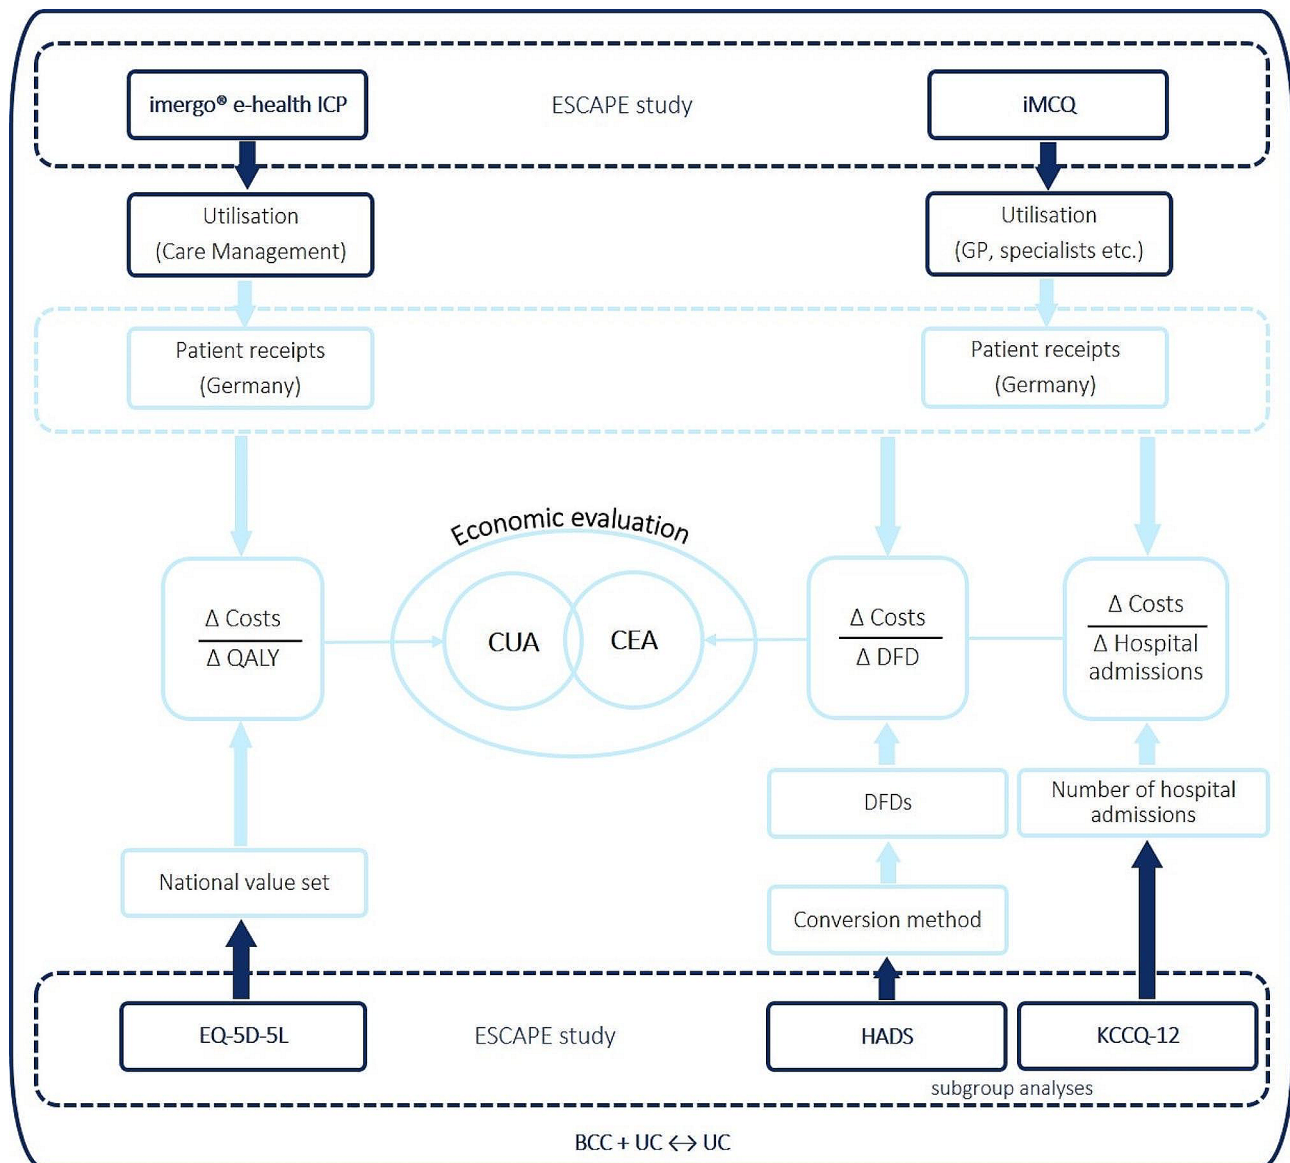 imergo® e-health ICP
ESCAPE study
iMCQ
Utilisation
(Care Management)
Utilisation
(GP, specialists etc.)
Patient receipts
(Germany)
Patient receipts
(Germany)
Economic evaluation
Δ Costs
Δ QALY
CUA
CEA
Δ Costs
Δ DFD
Δ Costs
Δ Hospital
admissions
DFDs
Number of hospital
admissions
National value set
Conversion method
EQ-5D-5L
ESCAPE study
HADS
KCCQ-12
subgroup analyses
BCC + UC ↔ UC